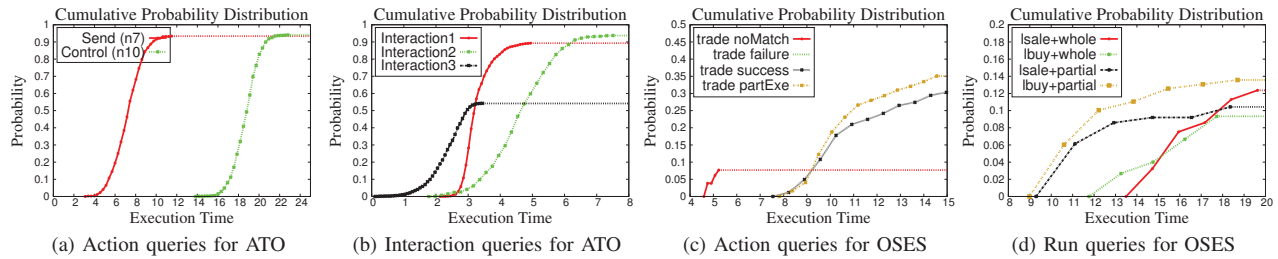 Cumulative Probability Distribution
Probability
1
0.9
0.8
0.7
0.6
0.5
0.4
0.3
0.2
0.1
0
Send (n7)
Control (n10)
0 2 4 6 8 10 12 14 16 18 20 22 24
Execution Time
(a) Action queries for ATO
Cumulative Probability Distribution
Probability
1
0.9
0.8
0.7
0.6
0.5
0.4
0.3
0.2
0.1
0
Interaction1
Interaction2
Interaction3
0 1 2 3 4 5 6 7 8
Execution Time
(b) Interaction queries for ATO
Cumulative Probability Distribution
Probability
0.5
0.45
0.4
0.35
0.3
0.25
0.2
0.15
0.1
0.05
0
trade noMatch
trade failure
trade success
trade partExe
4 5 6 7 8 9 10 11 12 13 14 15
Execution Time
(c) Action queries for OSES
Cumulative Probability Distribution
Probability
0.2
0.18
0.16
0.14
0.12
0.1
0.08
0.06
0.04
0.02
0
lsale+whole
lbuy+whole
lsale+partial
lbuy+partial
8 9 10 11 12 13 14 15 16 17 18 19 20
Execution Time
(d) Run queries for OSES